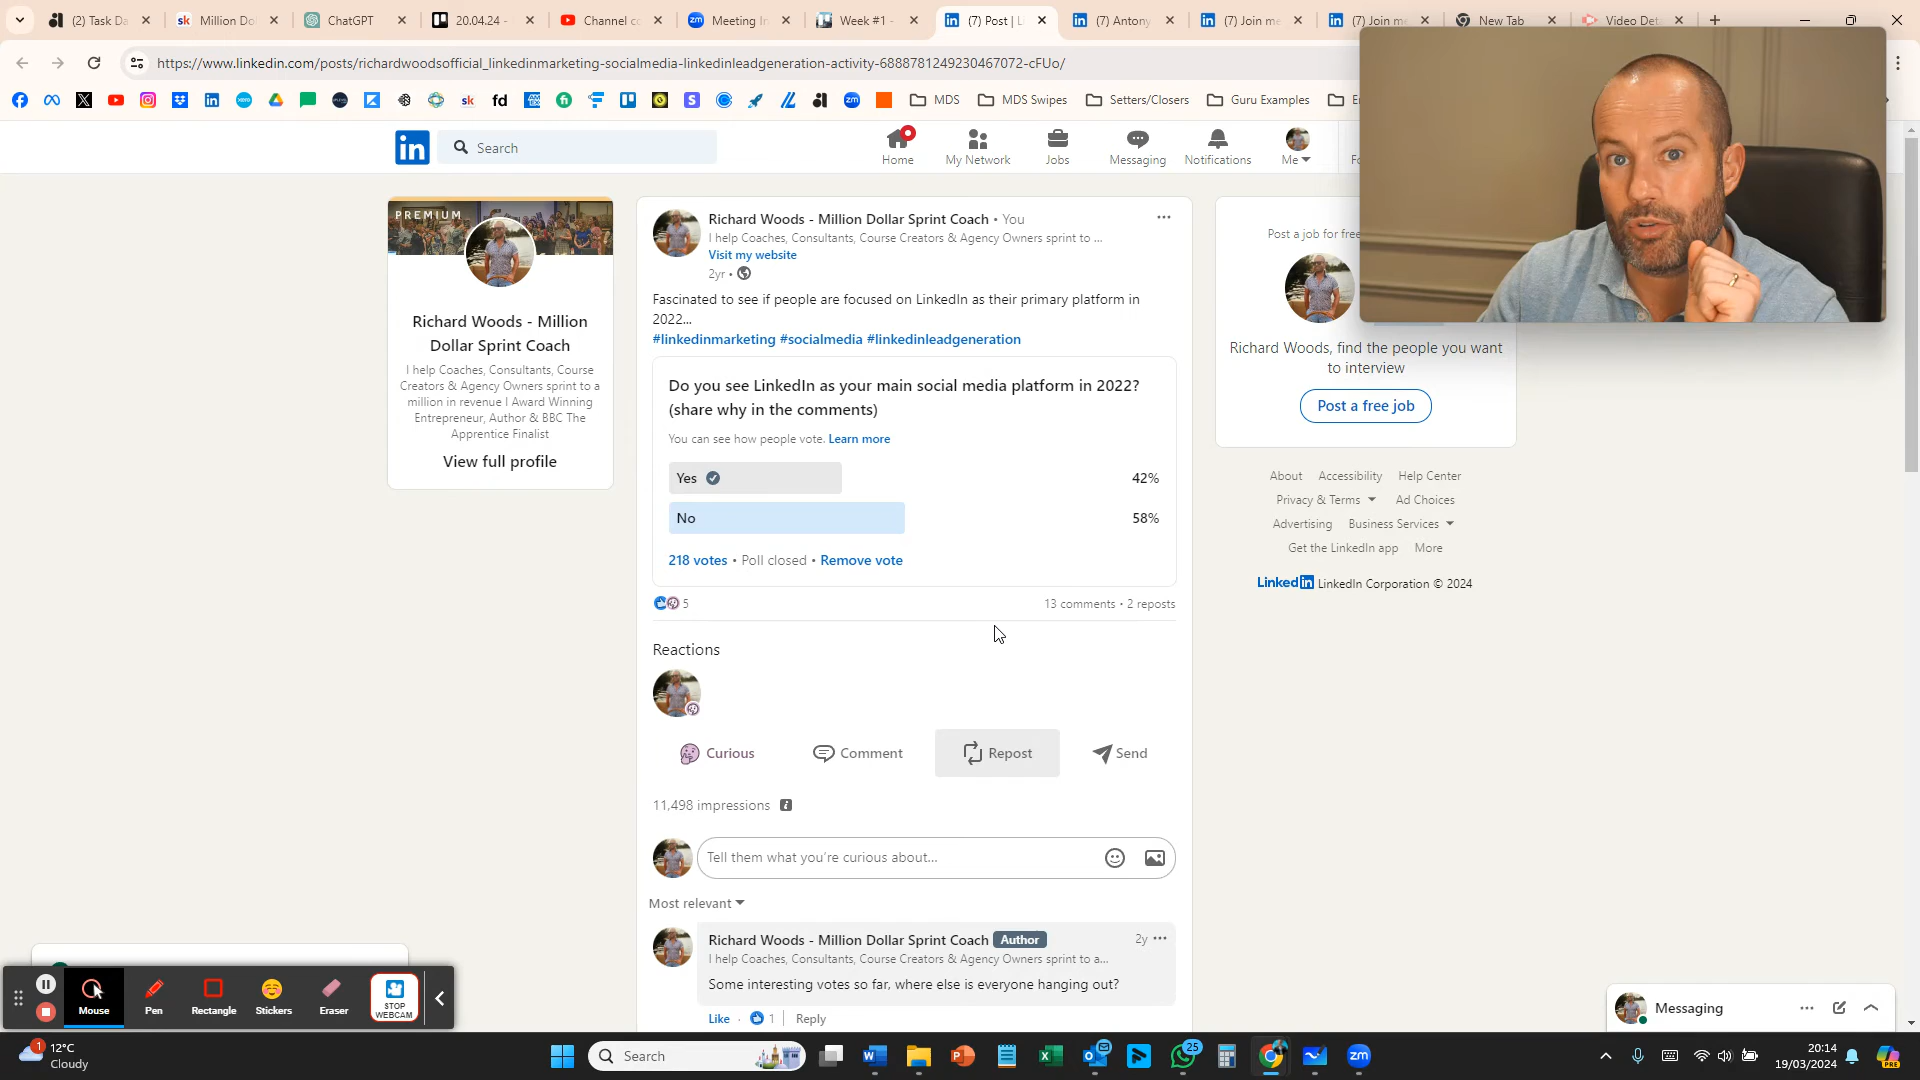 (2) Task Da
Million Do
ChatGPT
20.04.24 -
Channel co
Meeting In
Week #1 -
(7) Post | L
(7) Antony
(7) Join me
(7) Join me
New Tab
Video Deta
https://www.linkedin.com/posts/richardwoodsofficial_linkedinmarketing-socialmedia-linkedinleadgeneration-activity-6888781249230467072-cFUo/
MDS
MDS Swipes
Setters/Closers
Guru Examples
Search
Home
My Network
Jobs
Messaging
Notifications
Me
PREMIUM
Richard Woods - Million
Dollar Sprint Coach
I help Coaches, Consultants, Course
Creators & Agency Owners sprint to a
million in revenue I Award Winning
Entrepreneur, Author & BBC The
Apprentice Finalist
View full profile
Richard Woods - Million Dollar Sprint Coach • You
I help Coaches, Consultants, Course Creators & Agency Owners sprint to ...
Visit my website
2yr •
Fascinated to see if people are focused on LinkedIn as their primary platform in
2022...
#linkedinmarketing #socialmedia #linkedinleadgeneration
Do you see LinkedIn as your main social media platform in 2022?
(share why in the comments)
You can see how people vote. Learn more
Yes 42%
No 58%
218 votes • Poll closed • Remove vote
5
13 comments • 2 reposts
Reactions
Curious
Comment
Repost
Send
11,498 impressions
Tell them what you're curious about...
Most relevant
Richard Woods - Million Dollar Sprint Coach Author
2y
I help Coaches, Consultants, Course Creators & Agency Owners sprint to a...
Some interesting votes so far, where else is everyone hanging out?
Like · 1 | Reply
Post a job for free
Richard Woods, find the people you want
to interview
Post a free job
About Accessibility Help Center
Privacy & Terms Ad Choices
Advertising Business Services
Get the LinkedIn app More
LinkedIn LinkedIn Corporation © 2024
Messaging
Mouse
Pen
Rectangle
Stickers
Eraser
STOP
WEBCAM
1
12°C
Cloudy
Search
25
20:14
19/03/2024